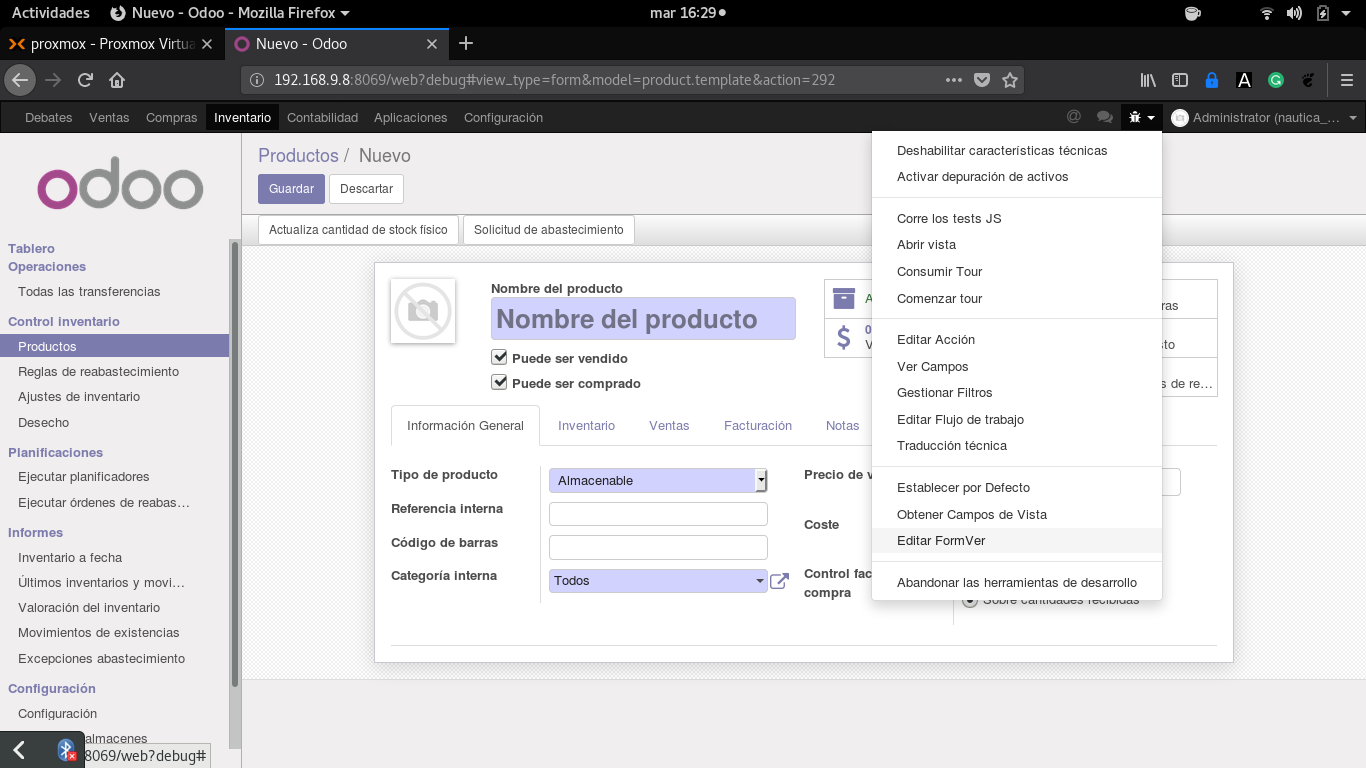 Actividades
Nuevo - Odoo - Mozilla Firefox
mar 16:29
proxmox - Proxmox Virtua
Nuevo - Odoo
192.168.9.8:8069/web?debug#view_type=form&model=product.template&action=292
Debates Ventas Compras Inventario Contabilidad Aplicaciones Configuración
Administrator (nautica_...
odoo
Tablero
Operaciones
Todas las transferencias
Control inventario
Productos
Reglas de reabastecimiento
Ajustes de inventario
Desecho
Planificaciones
Ejecutar planificadores
Ejecutar órdenes de reabas...
Informes
Inventario a fecha
Últimos inventarios y movi...
Valoración del inventario
Movimientos de existencias
Excepciones abastecimiento
Configuración
Configuración
almacenes
8069/web?debug#
Productos / Nuevo
Guardar Descartar
Actualiza cantidad de stock físico Solicitud de abastecimiento
Nombre del producto
Nombre del producto
Puede ser vendido
Puede ser comprado
A
0
V
ras
sto
s de re...
Información General Inventario Ventas Facturación Notas
Tipo de producto Almacenable
Referencia interna
Código de barras
Categoría interna Todos
Precio de v
Coste
Control fac
compra
Sobre cantidades recibidas
Deshabilitar características técnicas
Activar depuración de activos
Corre los tests JS
Abrir vista
Consumir Tour
Comenzar tour
Editar Acción
Ver Campos
Gestionar Filtros
Editar Flujo de trabajo
Traducción técnica
Establecer por Defecto
Obtener Campos de Vista
Editar FormVer
Abandonar las herramientas de desarrollo